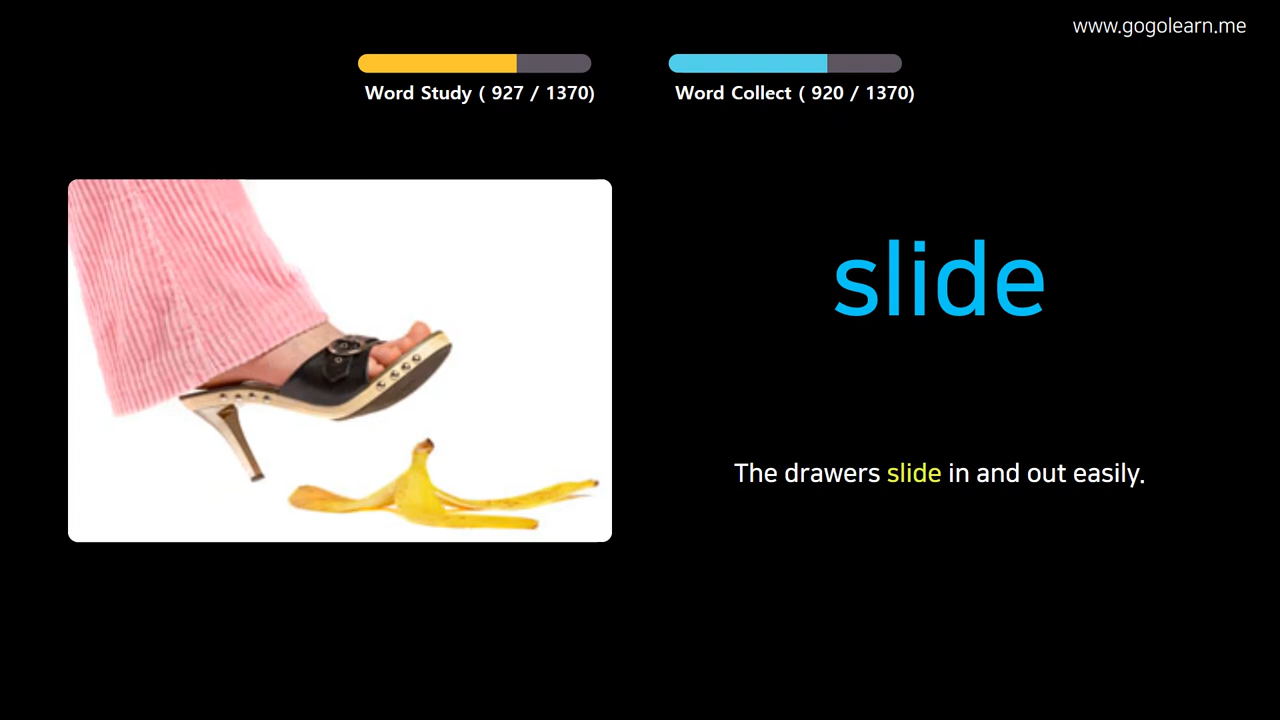 www.gogolearn.me
Word Study ( 927 / 1370)
Word Collect ( 920 / 1370)
slide
The drawers slide in and out easily.